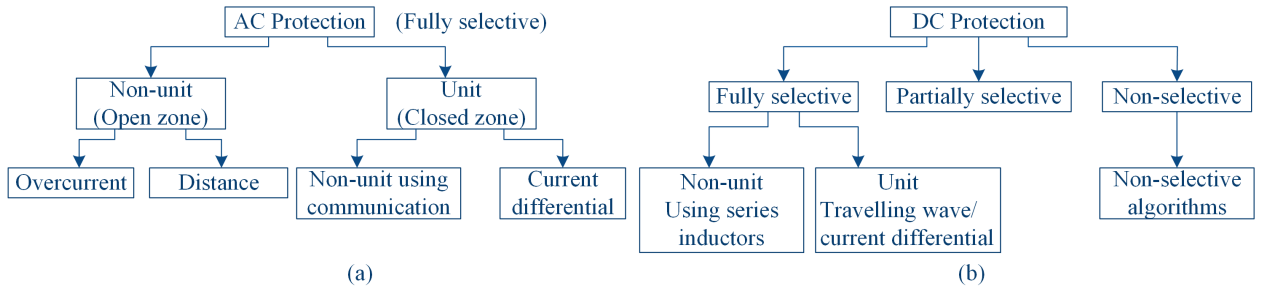 AC Protection (Fully selective)
Non-unit
(Open zone)
Unit
(Closed zone)
Overcurrent
Distance
Non-unit using
communication
Current
differential
(a)
DC Protection
Fully selective
Partially selective
Non-selective
Non-unit
Using series
inductors
Unit
Travelling wave/
current differential
Non-selective
algorithms
(b)